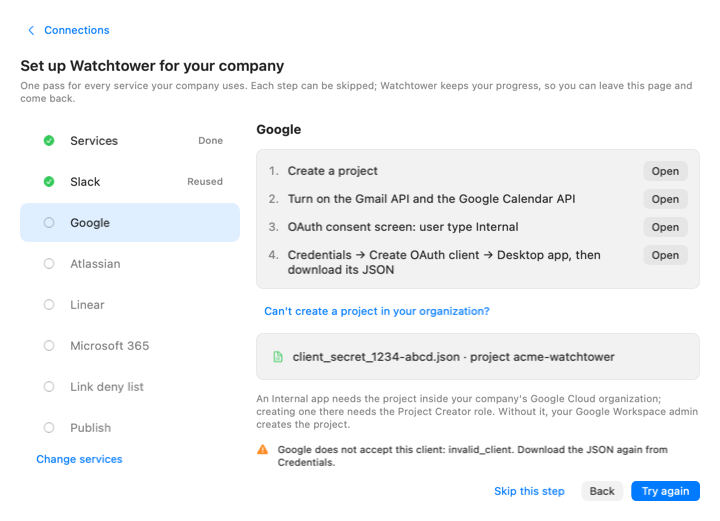 Connections
Set up Watchtower for your company
One pass for every service your company uses. Each step can be skipped; Watchtower keeps your progress, so you can leave this page and
come back.
Services Done
Slack Reused
Google
Atlassian
Linear
Microsoft 365
Link deny list
Publish
Change services
Google
1. Create a project Open
2. Turn on the Gmail API and the Google Calendar API Open
3. OAuth consent screen: user type Internal Open
4. Credentials → Create OAuth client → Desktop app, then Open
download its JSON
Can't create a project in your organization?
client_secret_1234-abcd.json · project acme-watchtower
An Internal app needs the project inside your company's Google Cloud organization;
creating one there needs the Project Creator role. Without it, your Google Workspace admin
creates the project.
Google does not accept this client: invalid_client. Download the JSON again from
Credentials.
Skip this step Back Try again